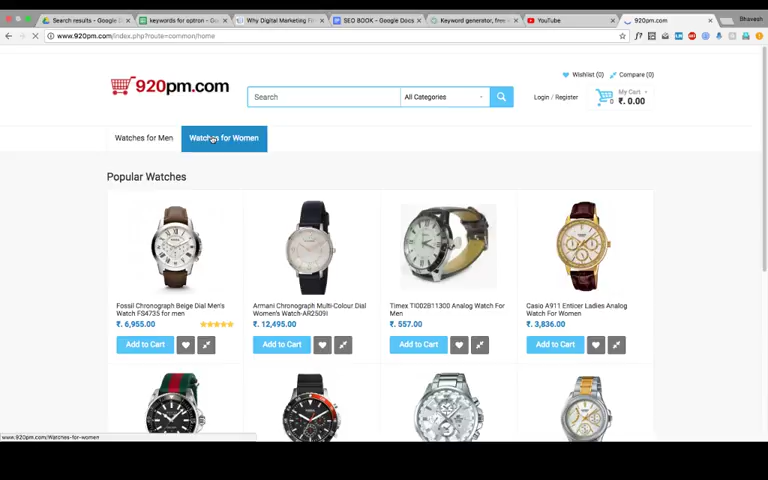 Search results - Google D
keywords for optron - G
Why Digital Marketing F
SEO BOOK - Google Docs
Keyword generator, free
YouTube
920pm.com
Bhavesh
www.920pm.com/index.php?route=common/home
Wishlist (0)
Compare (0)
920pm.com
Search
All Categories
Login / Register
0
My Cart
₹. 0.00
Watches for Men
Watches for Women
Popular Watches
Fossil Chronograph Beige Dial Men's
Watch FS4735 for men
₹. 6,955.00
Add to Cart
Armani Chronograph Multi-Colour Dial
Women's Watch-AR2509I
₹. 12,495.00
Add to Cart
Timex TI002B11300 Analog Watch For
Men
₹. 557.00
Add to Cart
Casio A911 Enticer Ladies Analog
Watch For Women
₹. 3,836.00
Add to Cart
www.920pm.com/Watches-for-women